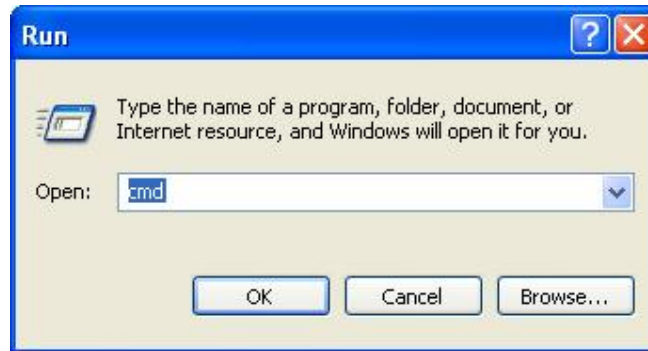 Run
Type the name of a program, folder, document, or
Internet resource, and Windows will open it for you.
Open: cmd
OK Cancel Browse...